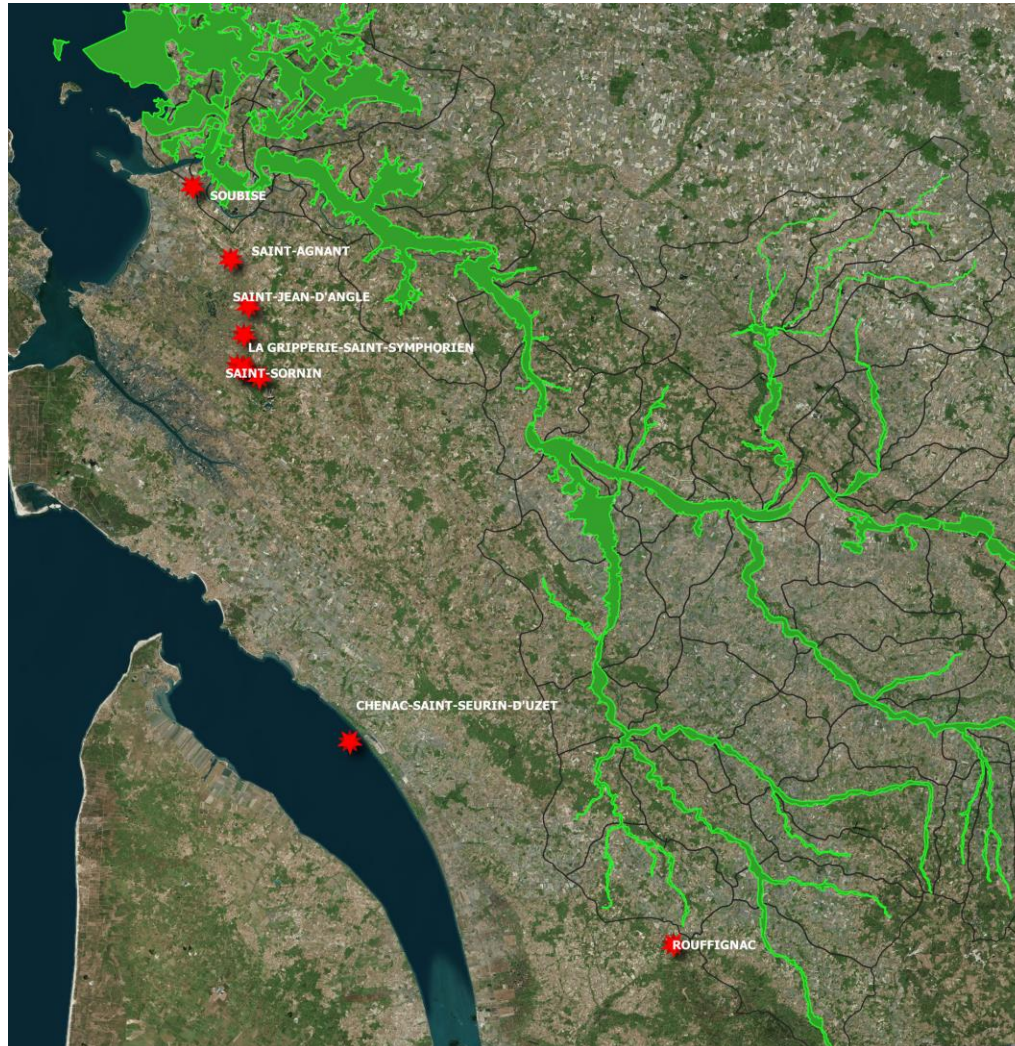 SOUBISE
SAINT-AGNANT
SAINT-JEAN-D'ANGLE
LA GRIPPERIE-SAINT-SYMPHORIEN
SAINT-SORNIN
CHENAC-SAINT-SEURIN-D'UZET
ROUFFIGNAC